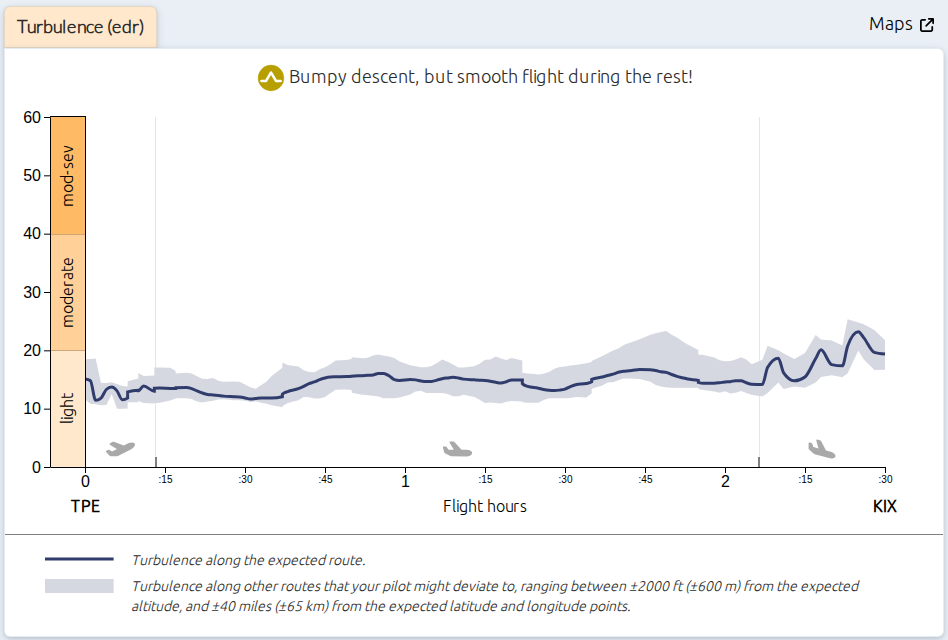 Turbulence (edr)
Maps
Bumpy descent, but smooth flight during the rest!
60
50
40
30
20
10
0
mod-sev
moderate
light
0 :15 :30 :45 1 :15 :30 :45 2 :15 :30
TPE Flight hours KIX
Turbulence along the expected route.
Turbulence along other routes that your pilot might deviate to, ranging between ±2000 ft (±600 m) from the expected
altitude, and ±40 miles (±65 km) from the expected latitude and longitude points.